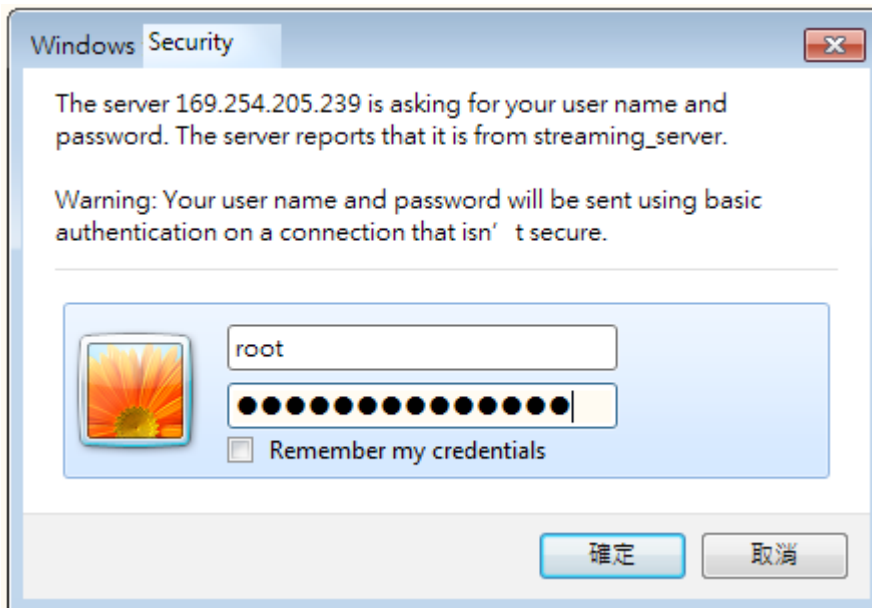 Windows Security
The server 169.254.205.239 is asking for your user name and
password. The server reports that it is from streaming_server.
Warning: Your user name and password will be sent using basic
authentication on a connection that isn’ t secure.
root
●●●●●●●●●●●●●●
Remember my credentials
確定 取消